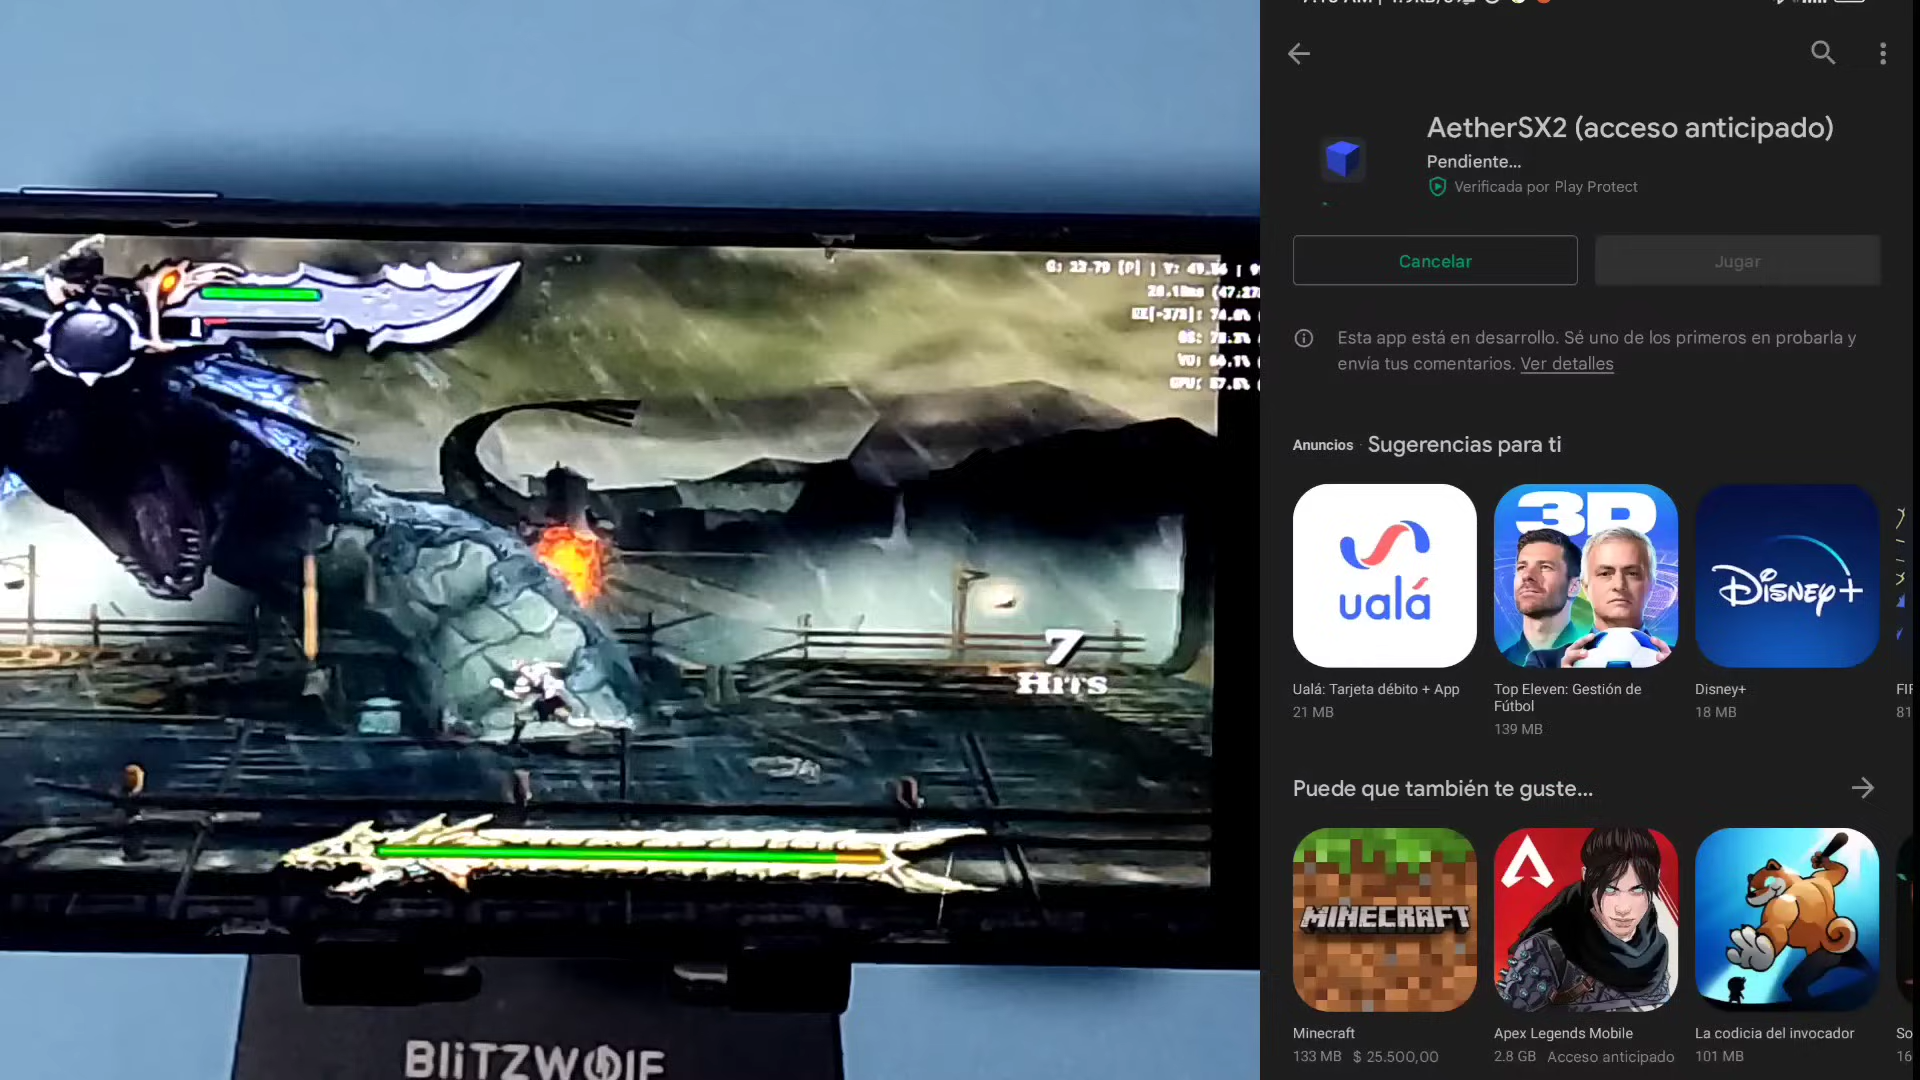 7
HITS
BLITZWOLF
AetherSX2 (acceso anticipado)
Pendiente...
Verificada por Play Protect
Cancelar
Jugar
Esta app está en desarrollo. Sé uno de los primeros en probarla y
envía tus comentarios. Ver detalles
Anuncios · Sugerencias para ti
ualá
3D
Disney+
Ualá: Tarjeta débito + App
21 MB
Top Eleven: Gestión de
Fútbol
139 MB
Disney+
18 MB
Puede que también te guste...
MINECRAFT
Minecraft
133 MB $ 25.500,00
Apex Legends Mobile
2.8 GB Acceso anticipado
La codicia del invocador
101 MB